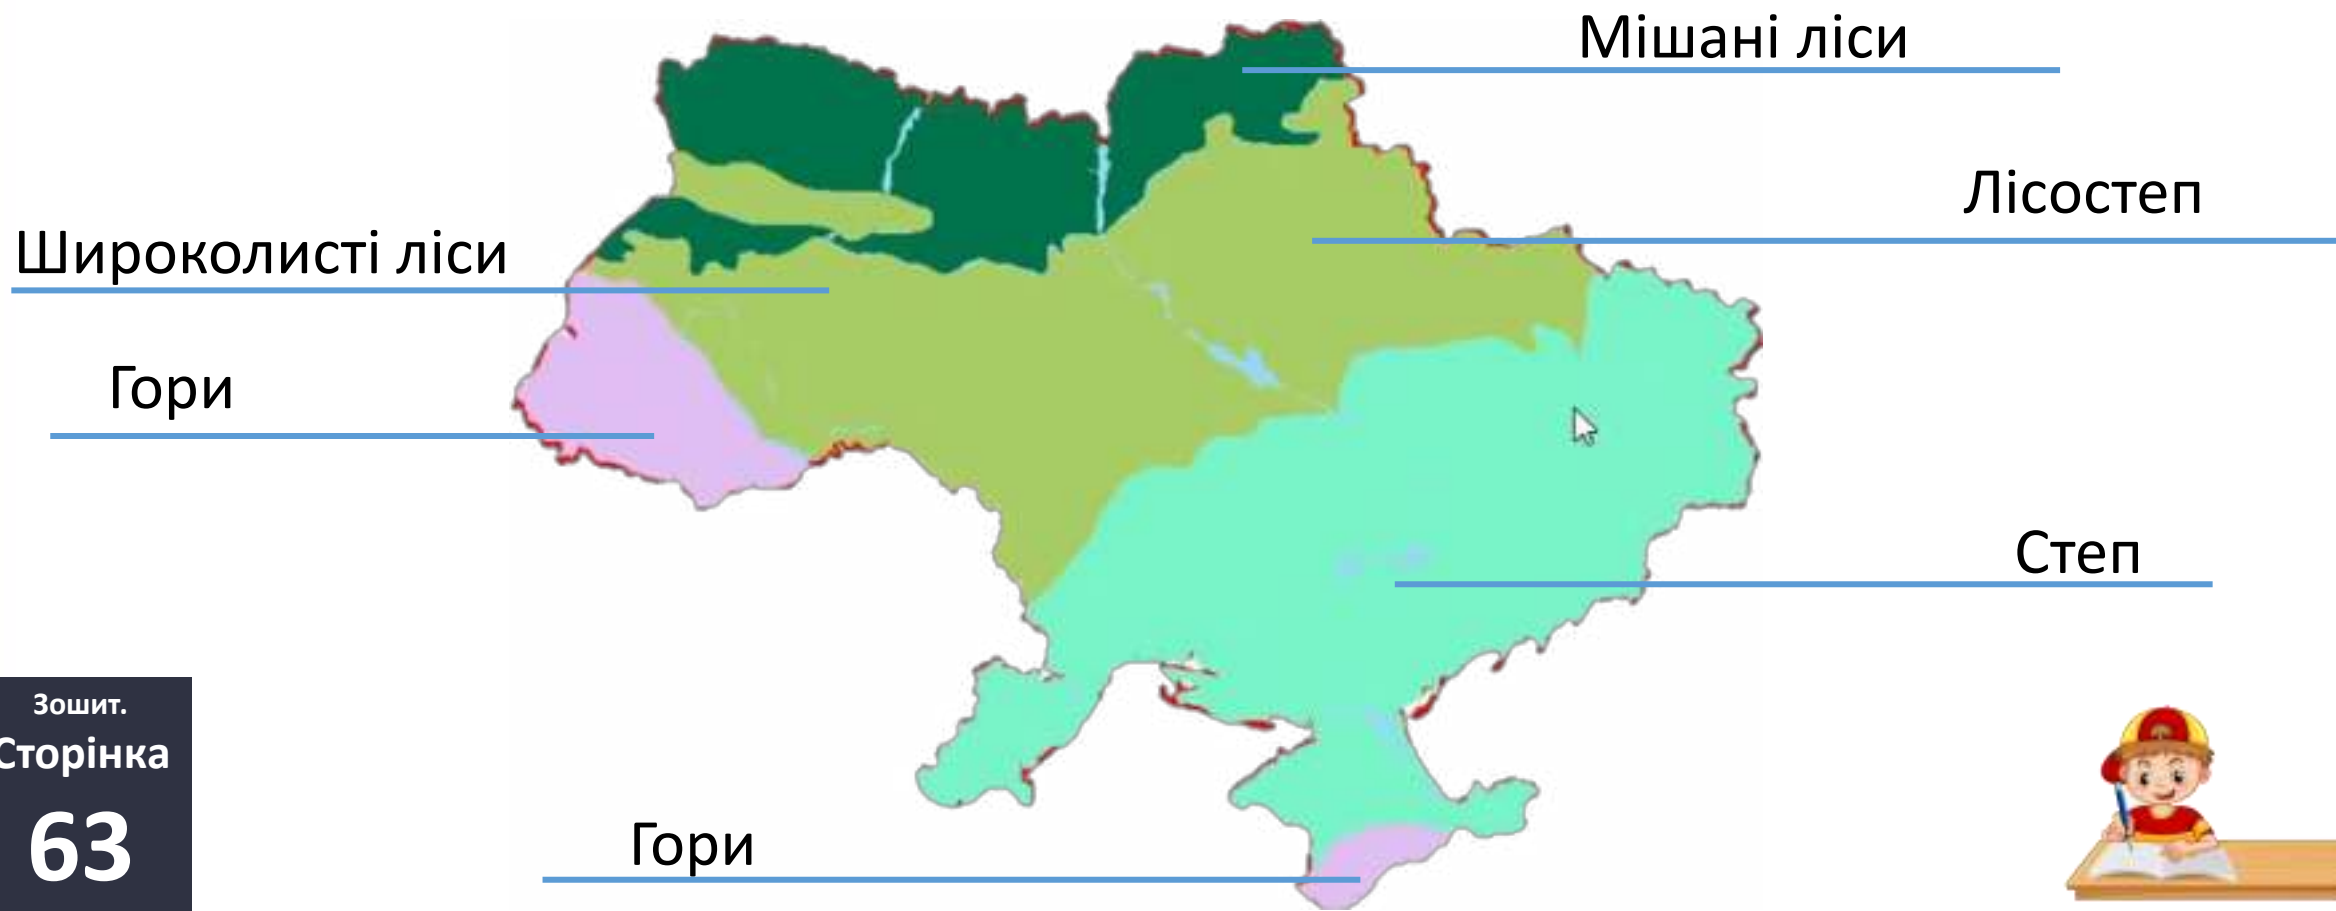 Мішані ліси
Лісостеп
Широколисті ліси
Гори
Степ
Зошит.
Сторінка
63
Гори